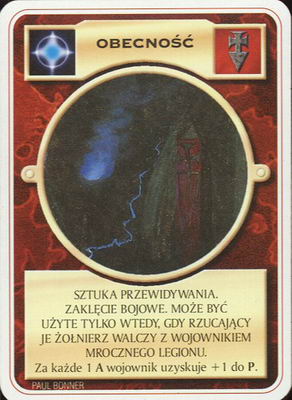 OBECNOŚĆ
SZTUKA PRZEWIDYWANIA.
ZAKLĘCIE BOJOWE. MOŻE BYĆ
UŻYTE TYLKO WTEDY, GDY RZUCAJĄCY
JE ŻOŁNIERZ WALCZY Z WOJOWNIKIEM
MROCZNEGO LEGIONU.
Za każde 1 A wojownik uzyskuje +1 do P.
PAUL BONNER